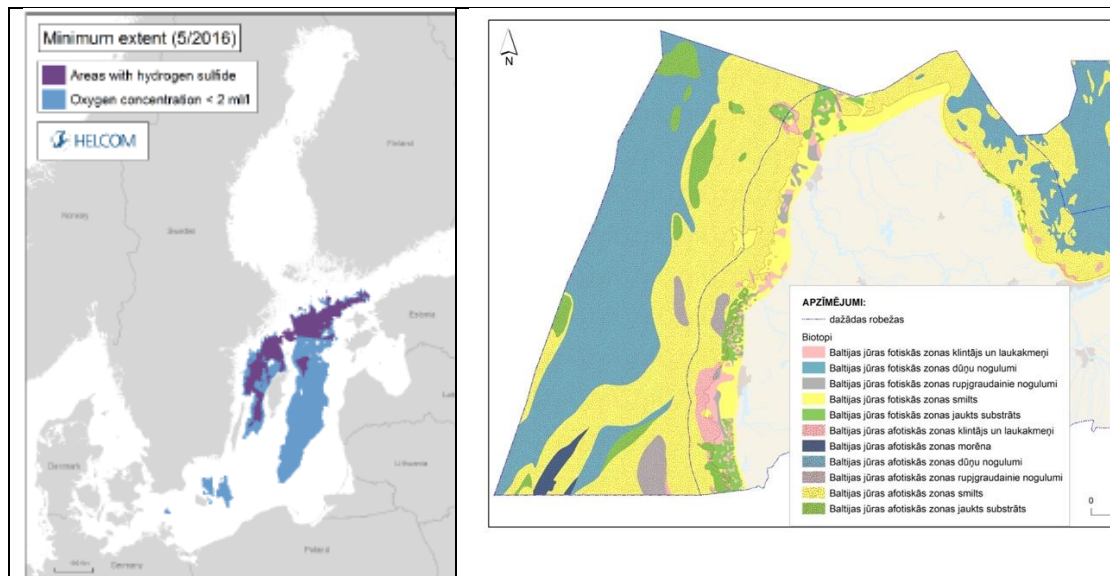 Minimum extent (5/2016)
Areas with hydrogen sulfide
Oxygen concentration < 2 ml/l
HELCOM
Finland
Norway
Sweden
Estonia
Denmark
Lithuania
Poland
Germany
N
APZĪMĒJUMI:
dažādas robežas
Biotopi
Baltijas jūras fotiskās zonas klintājs un laukakmeņi
Baltijas jūras fotiskās zonas dūņu nogulumi
Baltijas jūras fotiskās zonas rupjgraudainie nogulumi
Baltijas jūras fotiskās zonas smilts
Baltijas jūras fotiskās zonas jaukts substrāts
Baltijas jūras afotiskās zonas klintājs un laukakmeņi
Baltijas jūras afotiskās zonas morēna
Baltijas jūras afotiskās zonas dūņu nogulumi
Baltijas jūras afotiskās zonas rupjgraudainie nogulumi
Baltijas jūras afotiskās zonas smilts
Baltijas jūras afotiskās zonas jaukts substrāts
0